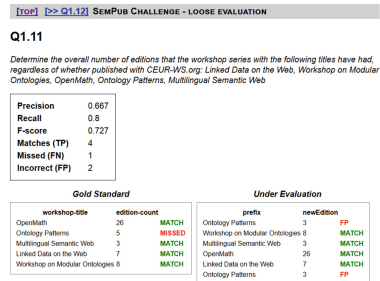 [TOP] [>> Q1.12] SEMPUB CHALLENGE - LOOSE EVALUATION
Q1.11
Determine the overall number of editions that the workshop series with the following titles have had,
regardless of whether published with CEUR-WS.org: Linked Data on the Web, Workshop on Modular
Ontologies, OpenMath, Ontology Patterns, Multilingual Semantic Web
Precision 0.667
Recall 0.8
F-score 0.727
Matches (TP) 4
Missed (FN) 1
Incorrect (FP) 2
Gold Standard
workshop-title edition-count
OpenMath 26 MATCH
Ontology Patterns 5 MISSED
Multilingual Semantic Web 3 MATCH
Linked Data on the Web 7 MATCH
Workshop on Modular Ontologies 8 MATCH
Under Evaluation
prefix newEdition
Ontology Patterns 3 FP
Workshop on Modular Ontologies 8 MATCH
Multilingual Semantic Web 3 MATCH
OpenMath 26 MATCH
Linked Data on the Web 7 MATCH
Ontology Patterns 3 FP